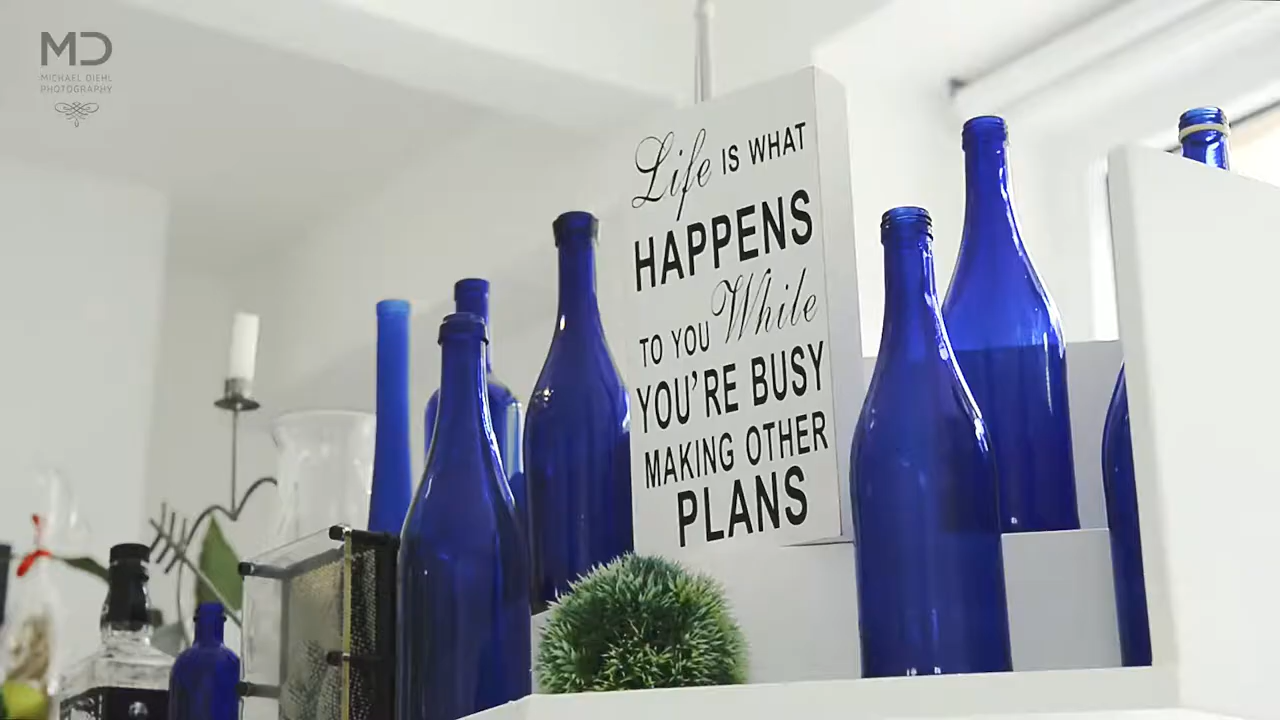 MD
MICHAEL DIEHL
PHOTOGRAPHY
Life IS WHAT
HAPPENS
TO YOU While
YOU'RE BUSY
MAKING OTHER
PLANS